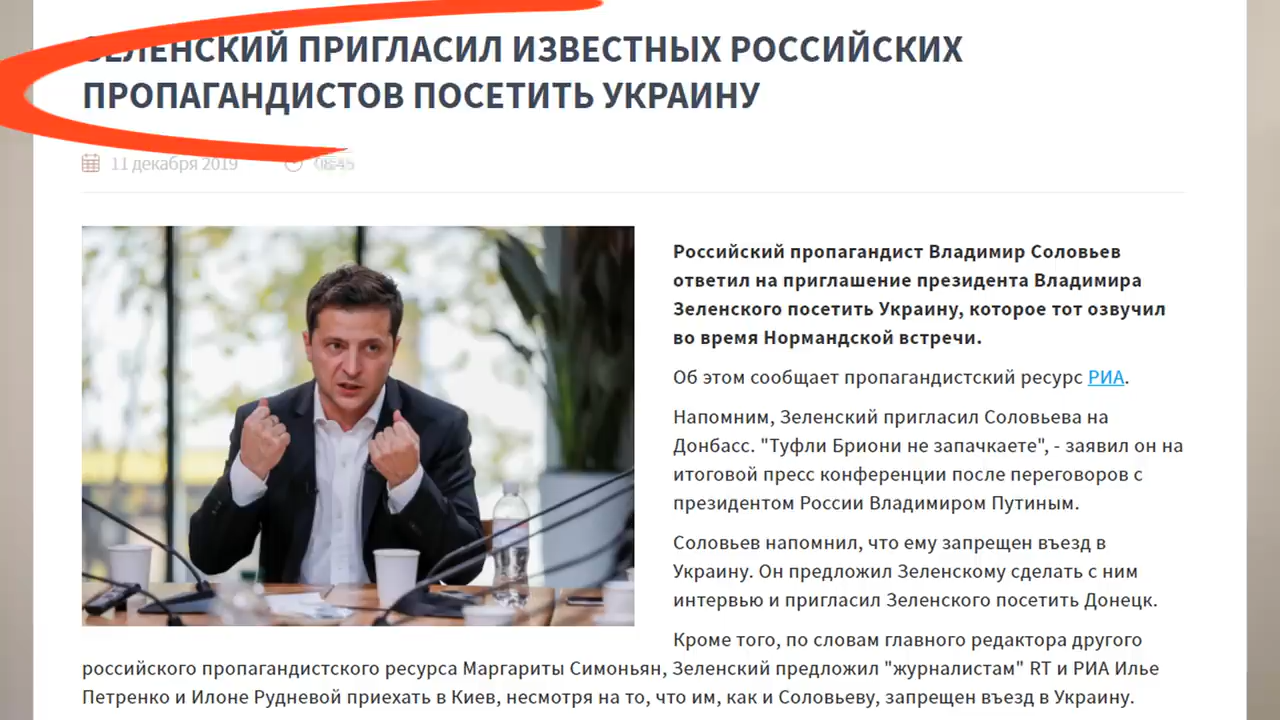 ЗЕЛЕНСКИЙ ПРИГЛАСИЛ ИЗВЕСТНЫХ РОССИЙСКИХ
ПРОПАГАНДИСТОВ ПОСЕТИТЬ УКРАИНУ
11 декабря 2019
Российский пропагандист Владимир Соловьев
ответил на приглашение президента Владимира
Зеленского посетить Украину, которое тот озвучил
во время Нормандской встречи.
Об этом сообщает пропагандистский ресурс РИА.
Напомним, Зеленский пригласил Соловьева на
Донбасс. "Туфли Бриони не запачкаете", - заявил он на
итоговой пресс конференции после переговоров с
президентом России Владимиром Путиным.
Соловьев напомнил, что ему запрещен въезд в
Украину. Он предложил Зеленскому сделать с ним
интервью и пригласил Зеленского посетить Донецк.
Кроме того, по словам главного редактора другого
российского пропагандистского ресурса Маргариты Симоньян, Зеленский предложил "журналистам" RT и РИА Илье
Петренко и Илоне Рудневой приехать в Киев, несмотря на то, что им, как и Соловьеву, запрещен въезд в Украину.